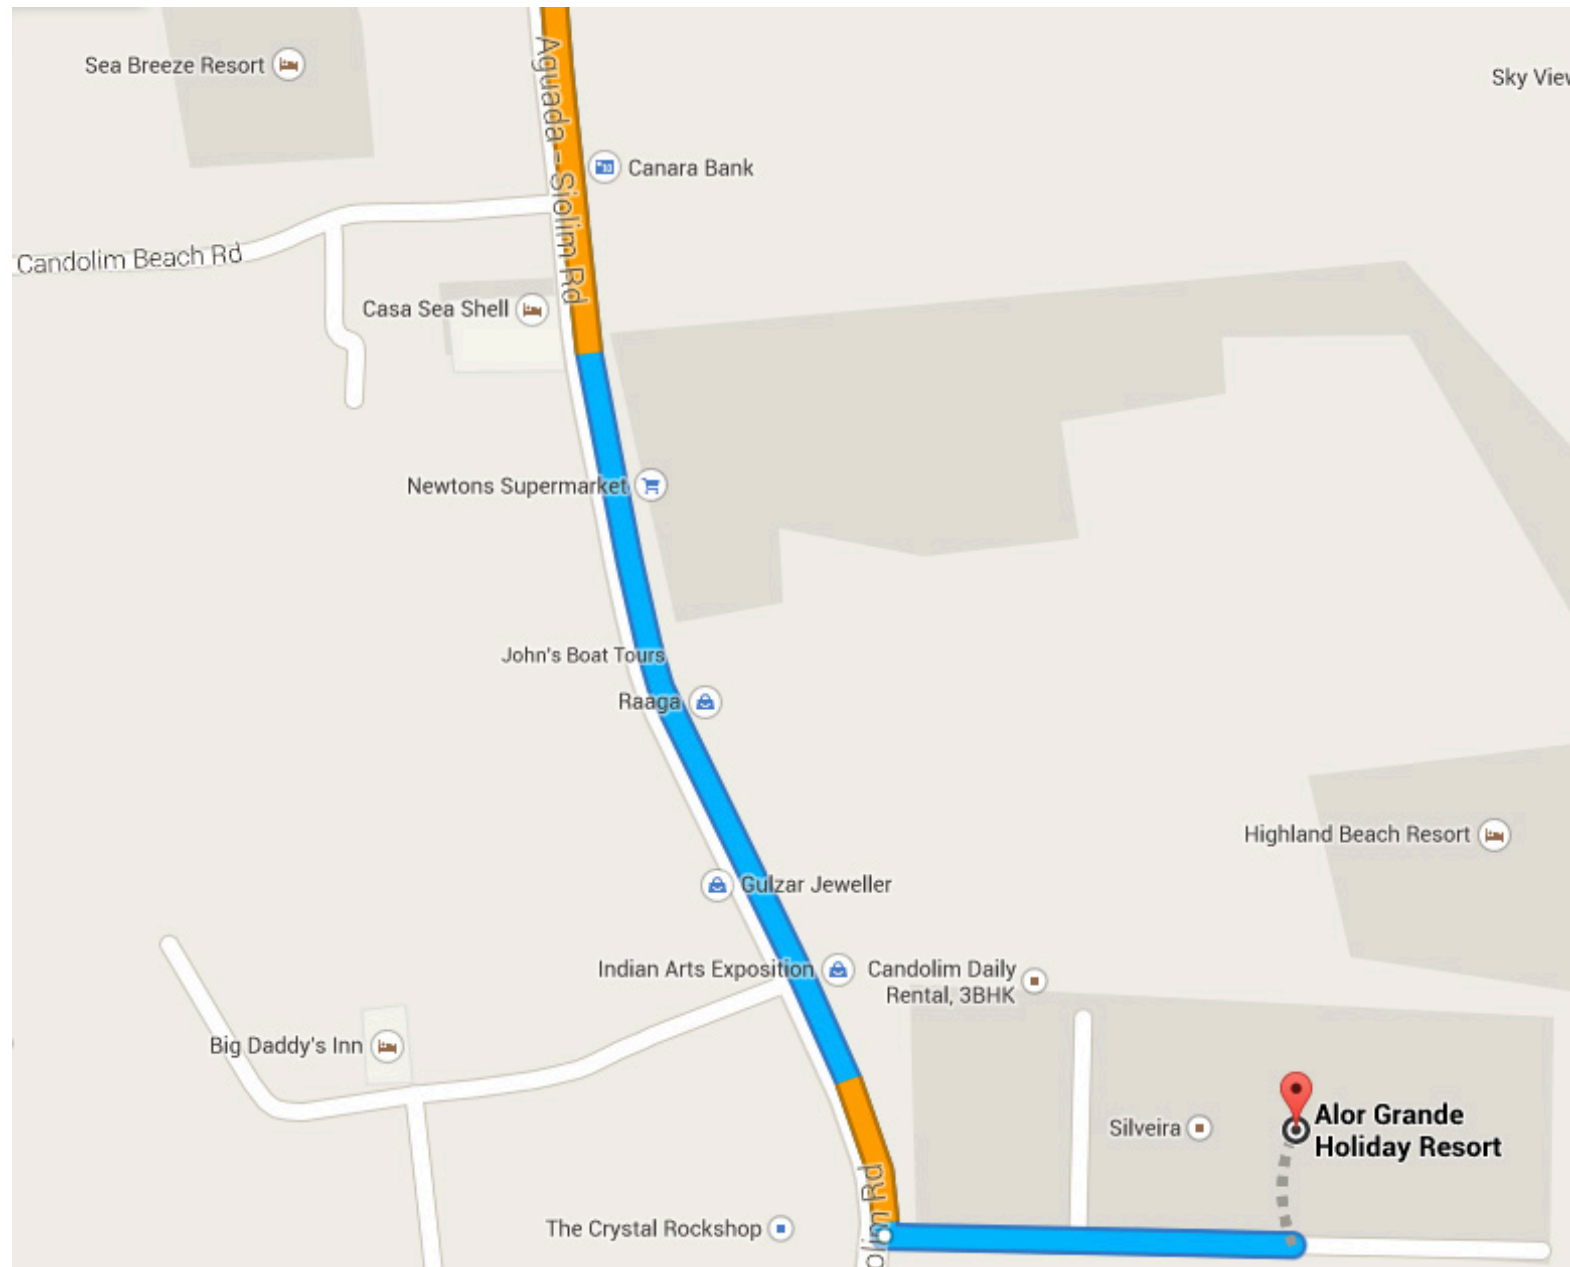 Sea Breeze Resort
Sky View
Aguada - Siolim Rd
Canara Bank
Candolim Beach Rd
Casa Sea Shell
Newtons Supermarket
John's Boat Tours
Raaga
Highland Beach Resort
Gulzar Jeweller
Indian Arts Exposition
Candolim Daily
Rental, 3BHK
Big Daddy's Inn
Alor Grande
Holiday Resort
Silveira
The Crystal Rockshop
olim Rd